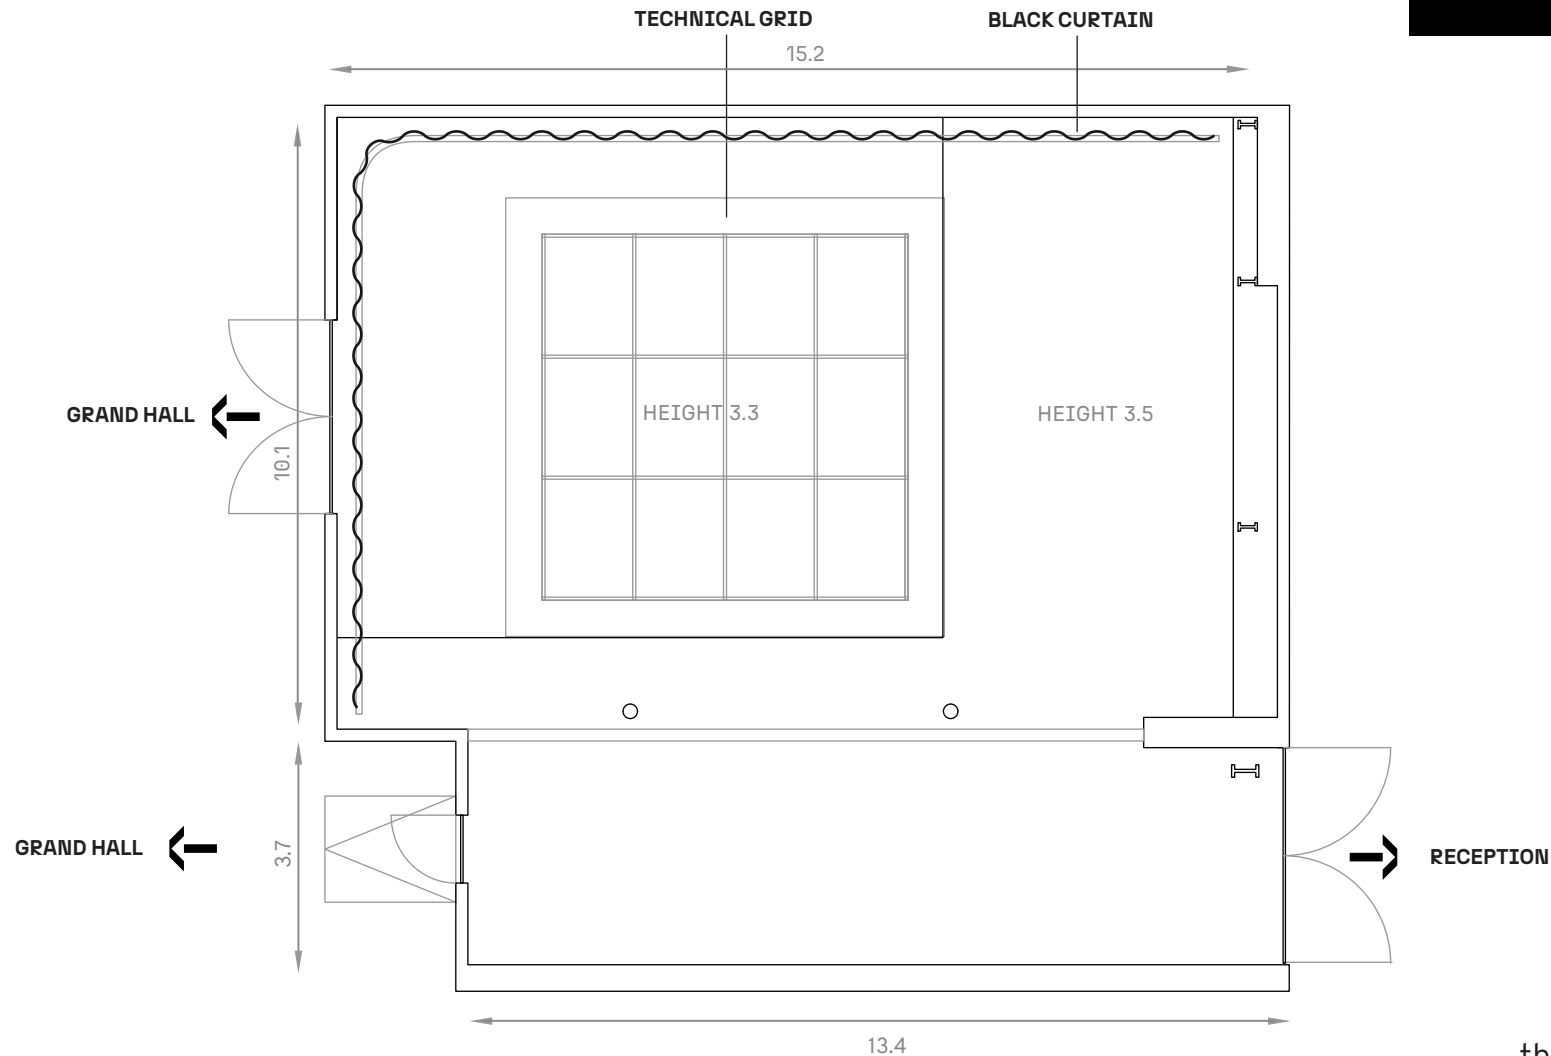 TECHNICAL GRID
BLACK CURTAIN
15.2
HEIGHT 3.3
HEIGHT 3.5
GRAND HALL
10.1
GRAND HALL
3.7
RECEPTION
13.4
th